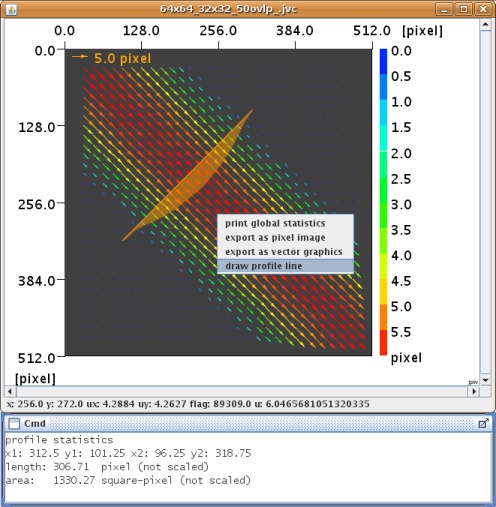 64x64_32x32_50ovlp_.jvc
0.0 128.0 256.0 384.0 512.0 [pixel]
0.0
5.0 pixel
128.0
256.0
384.0
512.0
[pixel]
0.0
0.5
1.0
1.5
2.0
2.5
3.0
3.5
4.0
4.5
5.0
5.5
pixel
print global statistics
export as pixel image
export as vector graphics
draw profile line
jpiv
x: 256.0 y: 272.0 ux: 4.2884 uy: 4.2627 flag: 89309.0 u: 6.0465681051320335
Cmd
profile statistics
x1: 312.5 y1: 101.25 x2: 96.25 y2: 318.75
length: 306.71 pixel (not scaled)
area: 1330.27 square-pixel (not scaled)